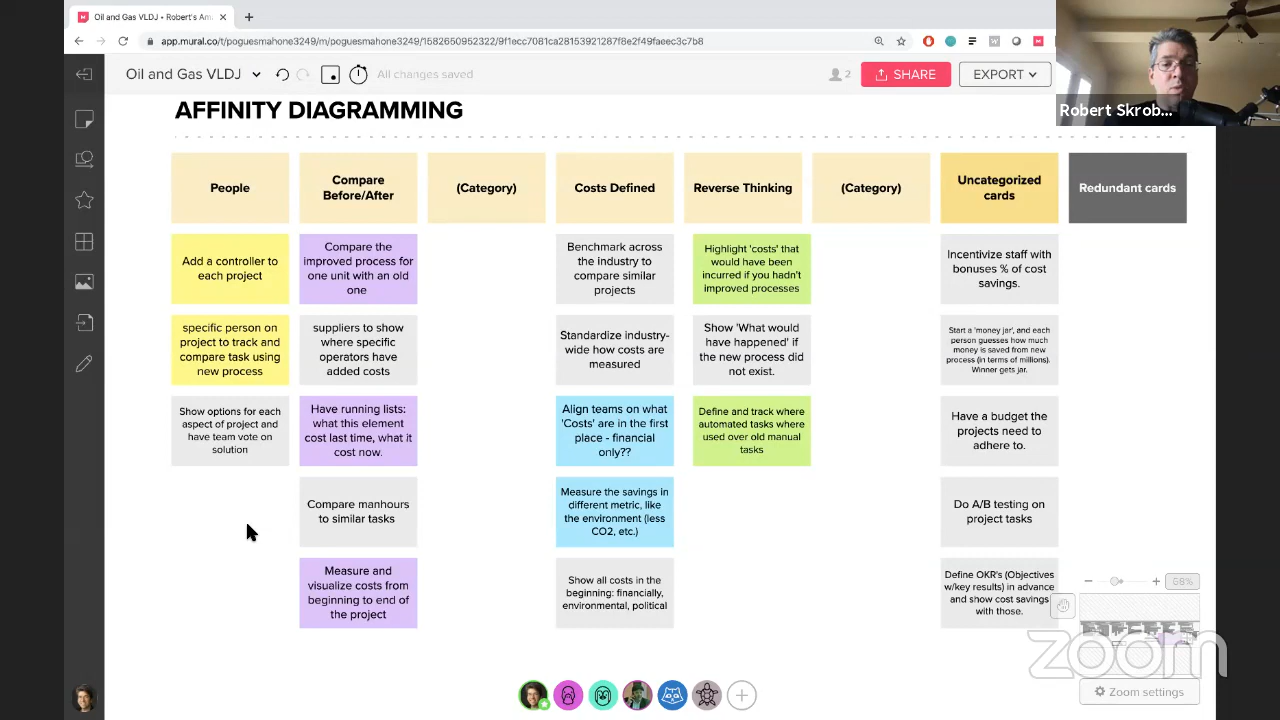 Oil and Gas VLDJ • Robert's Am
app.mural.co/t/poguesmahone3249/m/poguesmahone3249/1582650952322/9f1ecc7081ca28153921287f8e2f49faeec3c7b8
Oil and Gas VLDJ
All changes saved
2
SHARE
EXPORT
Robert Skrob...
AFFINITY DIAGRAMMING
People
Compare
Before/After
(Category)
Costs Defined
Reverse Thinking
(Category)
Uncategorized
cards
Redundant cards
Add a controller to
each project
specific person on
project to track and
compare task using
new process
Show options for each
aspect of project and
have team vote on
solution
Compare the
improved process for
one unit with an old
one
suppliers to show
where specific
operators have
added costs
Have running lists:
what this element
cost last time, what it
cost now.
Compare manhours
to similar tasks
Measure and
visualize costs from
beginning to end of
the project
Benchmark across
the industry to
compare similar
projects
Standardize industry-
wide how costs are
measured
Align teams on what
'Costs' are in the first
place - financial
only??
Measure the savings in
different metric, like
the environment (less
CO2, etc.)
Show all costs in the
beginning: financially,
environmental, political
Highlight 'costs' that
would have been
incurred if you hadn't
improved processes
Show 'What would
have happened' if
the new process did
not exist.
Define and track where
automated tasks where
used over old manual
tasks
Incentivize staff with
bonuses % of cost
savings.
Start a 'money jar', and each
person guesses how much
money is saved from new
process (in terms of millions).
Winner gets jar.
Have a budget the
projects need to
adhere to.
Do A/B testing on
project tasks
Define OKR's (Objectives
w/key results) in advance
and show cost savings
with those.
68%
zoom
Zoom settings